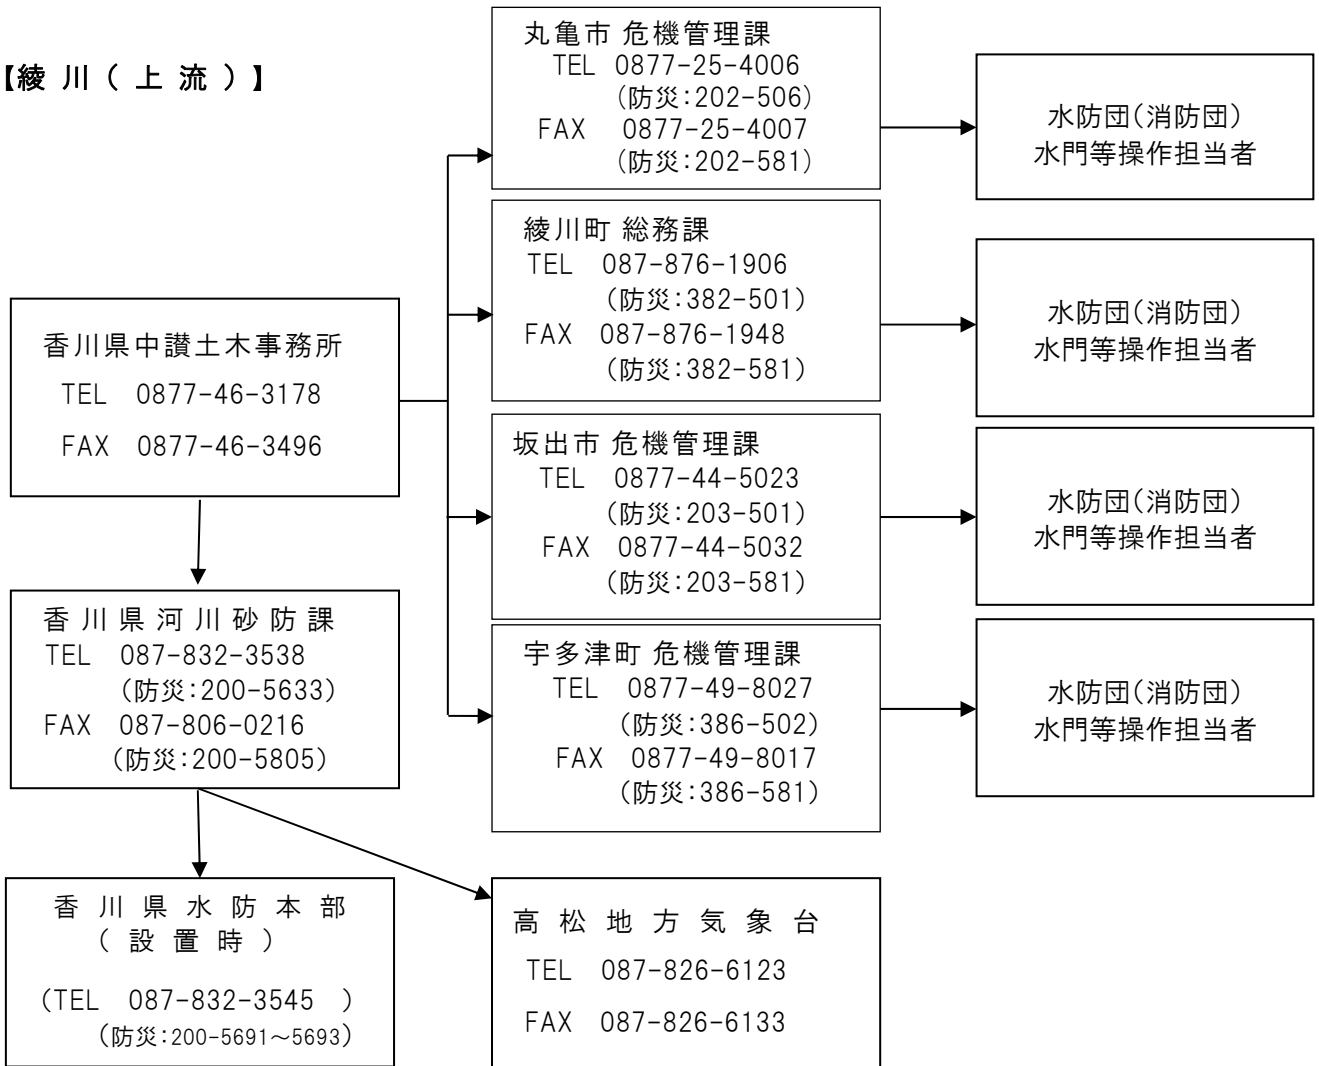 【綾川（上流）】
丸亀市 危機管理課
TEL 0877-25-4006
（防災：202-506）
FAX 0877-25-4007
（防災：202-581）
水防団（消防団）
水門等操作担当者
綾川町 総務課
TEL 087-876-1906
（防災：382-501）
FAX 087-876-1948
（防災：382-581）
水防団（消防団）
水門等操作担当者
香川県中讃土木事務所
TEL 0877-46-3178
FAX 0877-46-3496
坂出市 危機管理課
TEL 0877-44-5023
（防災：203-501）
FAX 0877-44-5032
（防災：203-581）
水防団（消防団）
水門等操作担当者
香川県河川砂防課
TEL 087-832-3538
（防災：200-5633）
FAX 087-806-0216
（防災：200-5805）
宇多津町 危機管理課
TEL 0877-49-8027
（防災：386-502）
FAX 0877-49-8017
（防災：386-581）
水防団（消防団）
水門等操作担当者
香川県水防本部
（設置時）
（TEL 087-832-3545 ）
（防災：200-5691～5693）
高松地方気象台
TEL 087-826-6123
FAX 087-826-6133